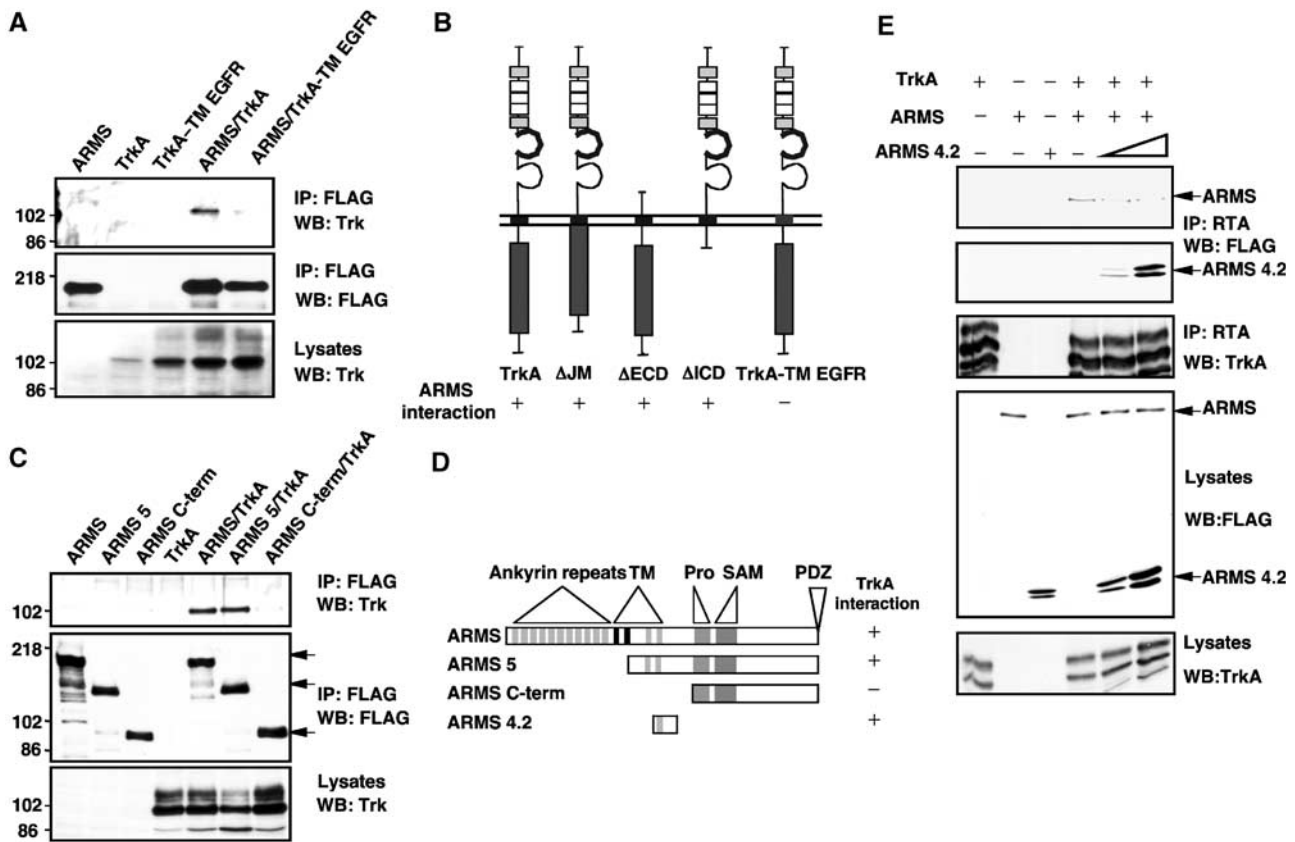 A
ARMS
TrkA
TrkA–TM EGFR
ARMS/TrkA
ARMS/TrkA-TM EGFR
102
86
IP: FLAG
WB: Trk
218
IP: FLAG
WB: FLAG
102
86
Lysates
WB: Trk
B
TrkA ΔJM ΔECD ΔICD TrkA-TM EGFR
ARMS
interaction + + + + −
C
ARMS
ARMS 5
ARMS C-term
TrkA
ARMS/TrkA
ARMS 5/TrkA
ARMS C-term/TrkA
102
IP: FLAG
WB: Trk
218
102
86
IP: FLAG
WB: FLAG
102
86
Lysates
WB: Trk
D
Ankyrin repeats TM Pro SAM PDZ
TrkA
interaction
ARMS +
ARMS 5 +
ARMS C-term −
ARMS 4.2 +
E
TrkA + − − + + +
ARMS − + − + + +
ARMS 4.2 − − + −
ARMS
IP: RTA
WB: FLAG
ARMS 4.2
IP: RTA
WB: TrkA
ARMS
Lysates
WB:FLAG
ARMS 4.2
Lysates
WB:TrkA